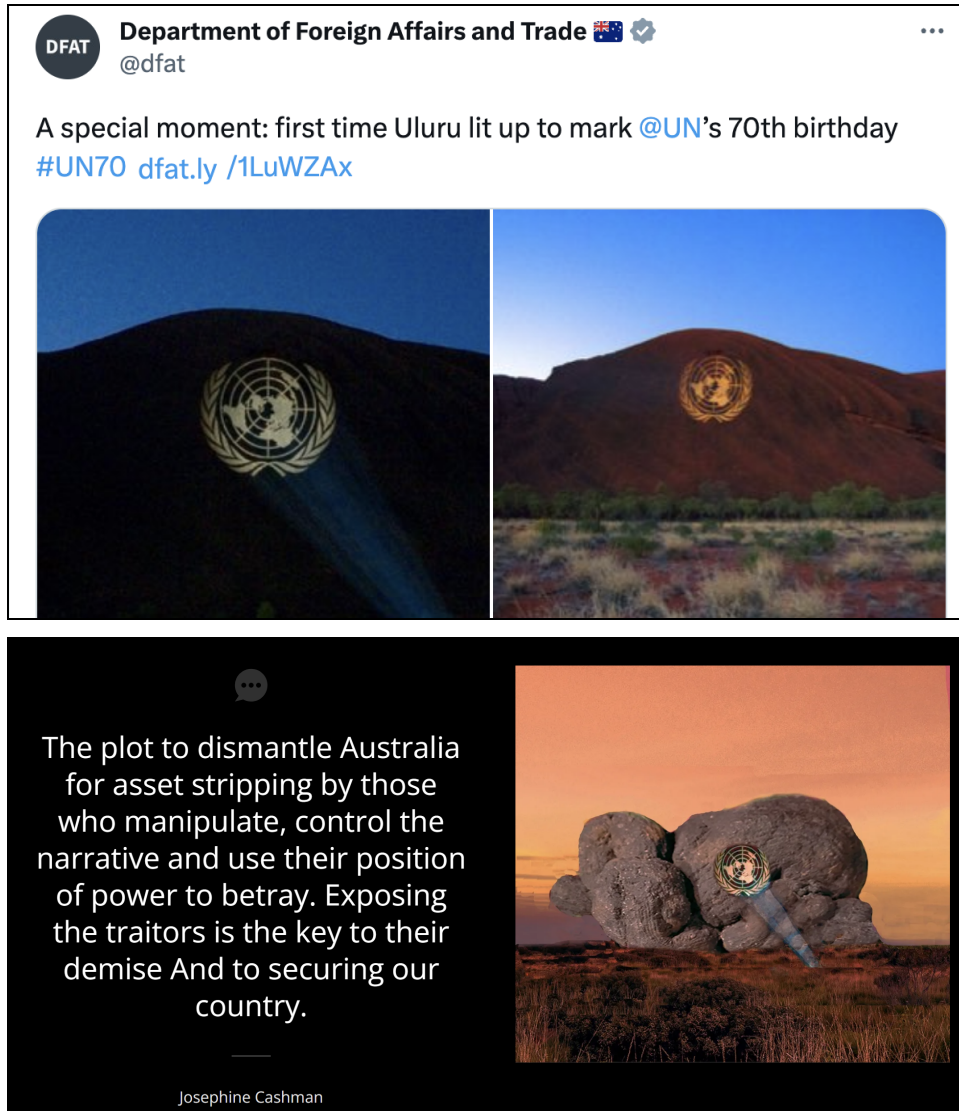 DFAT
Department of Foreign Affairs and Trade 🇦🇺
@dfat
A special moment: first time Uluru lit up to mark @UN’s 70th birthday
#UN70 dfat.ly /1LuWZAx
The plot to dismantle Australia
for asset stripping by those
who manipulate, control the
narrative and use their position
of power to betray. Exposing
the traitors is the key to their
demise And to securing our
country.
Josephine Cashman